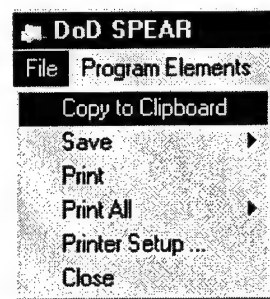 DoD SPEAR
File Program Elements
Copy to Clipboard
Save
Print
Print All
Printer Setup ...
Close